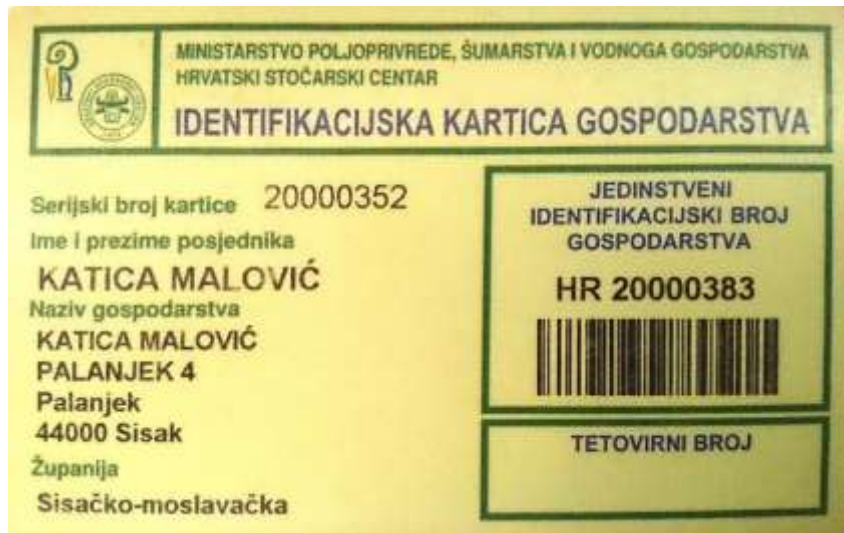 MINISTARSTVO POLJOPRIVREDE, ŠUMARSTVA I VODNOGA GOSPODARSTVA
HRVATSKI STOČARSKI CENTAR
IDENTIFIKACIJSKA KARTICA GOSPODARSTVA
Serijski broj kartice 20000352
Ime i prezime posjednika
KATICA MALOVIĆ
Naziv gospodarstva
KATICA MALOVIĆ
PALANJEK 4
Palanjek
44000 Sisak
Županija
Sisačko-moslavačka
JEDINSTVENI
IDENTIFIKACIJSKI BROJ
GOSPODARSTVA
HR 20000383
TETOVIRNI BROJ